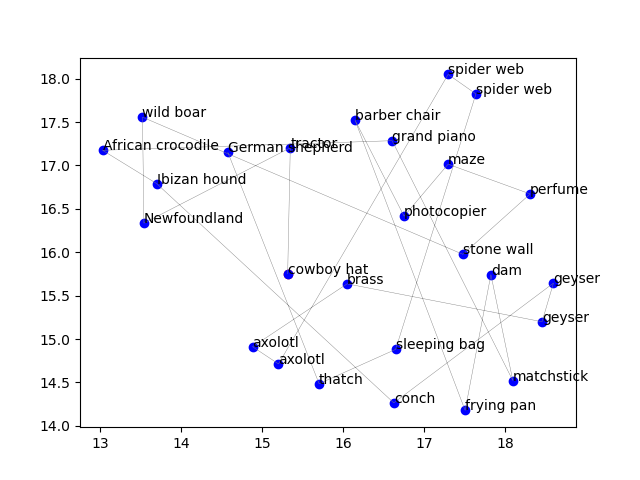 spider web
18.0
spider web
wild boar
barber chair
17.5
grand piano
African crocodile
German shepherd
tractor
17.0
maze
Ibizan hound
perfume
16.5
photocopier
Newfoundland
stone wall
16.0
cowboy hat
dam
brass
geyser
15.5
geyser
15.0
axolotl
sleeping bag
axolotl
14.5
thatch
matchstick
conch
frying pan
14.0
13 14 15 16 17 18